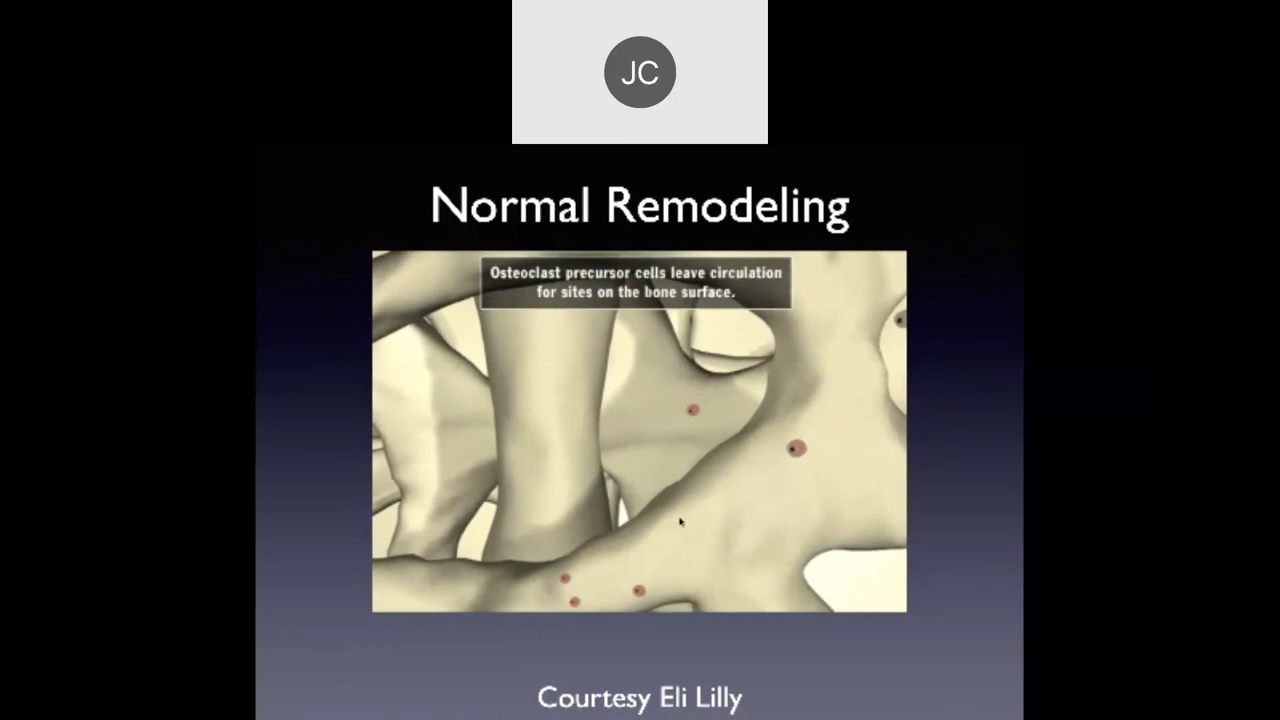 JC
Normal Remodeling
Osteoclast precursor cells leave circulation
for sites on the bone surface.
Courtesy Eli Lilly